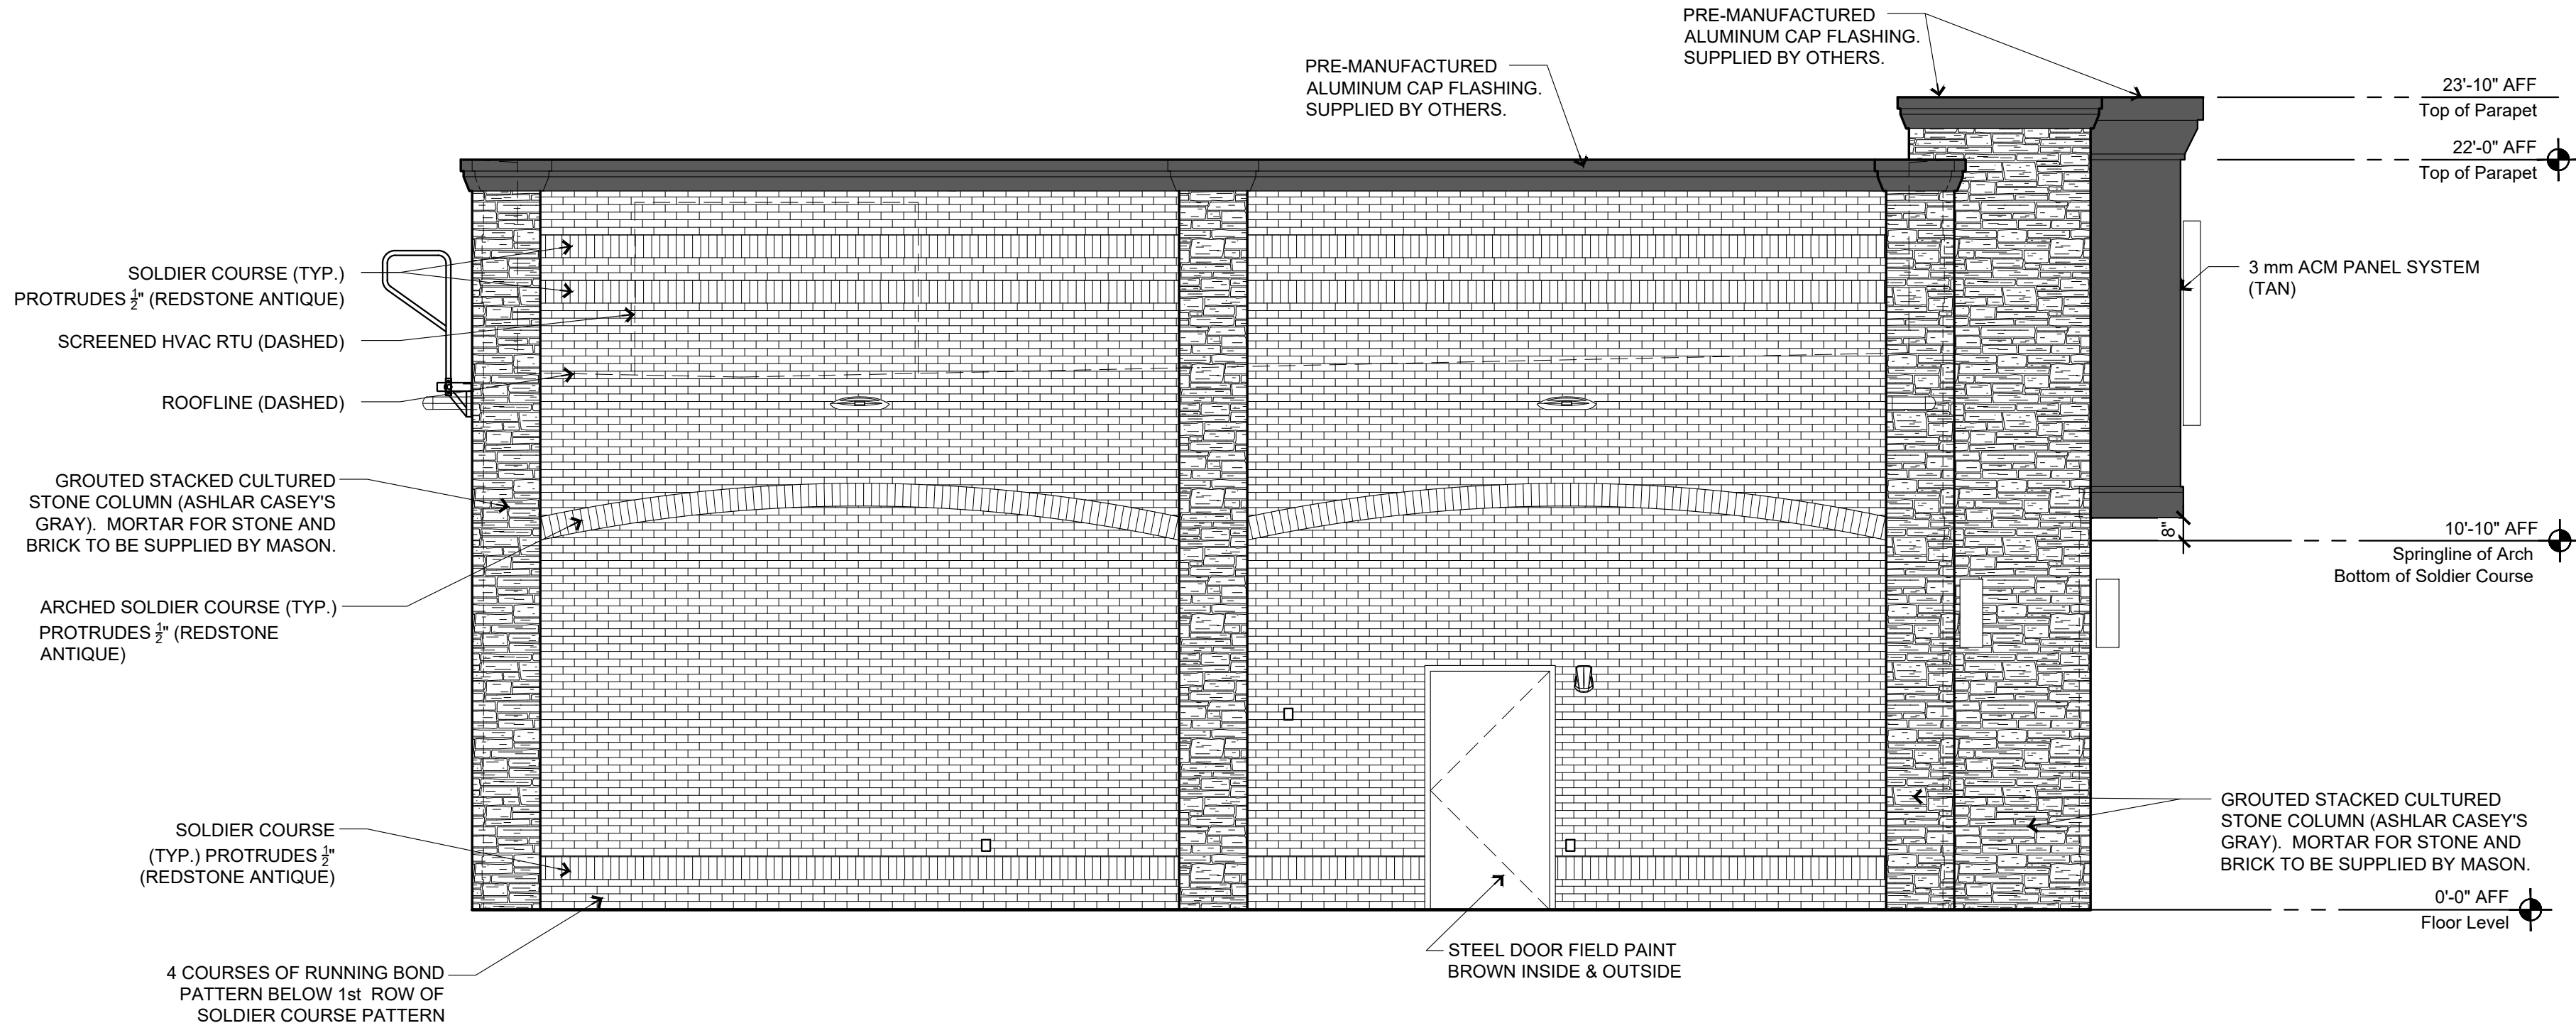 PRE-MANUFACTURED
ALUMINUM CAP FLASHING.
SUPPLIED BY OTHERS.
PRE-MANUFACTURED
ALUMINUM CAP FLASHING.
SUPPLIED BY OTHERS.
23'-10" AFF
Top of Parapet
22'-0" AFF
Top of Parapet
SOLDIER COURSE (TYP.)
PROTRUDES ½" (REDSTONE ANTIQUE)
SCREENED HVAC RTU (DASHED)
ROOFLINE (DASHED)
GROUTED STACKED CULTURED
STONE COLUMN (ASHLAR CASEY'S
GRAY). MORTAR FOR STONE AND
BRICK TO BE SUPPLIED BY MASON.
ARCHED SOLDIER COURSE (TYP.)
PROTRUDES ½" (REDSTONE
ANTIQUE)
SOLDIER COURSE
(TYP.) PROTRUDES ½"
(REDSTONE ANTIQUE)
4 COURSES OF RUNNING BOND
PATTERN BELOW 1st ROW OF
SOLDIER COURSE PATTERN
STEEL DOOR FIELD PAINT
BROWN INSIDE & OUTSIDE
3 mm ACM PANEL SYSTEM
(TAN)
8"
10'-10" AFF
Springline of Arch
Bottom of Soldier Course
GROUTED STACKED CULTURED
STONE COLUMN (ASHLAR CASEY'S
GRAY). MORTAR FOR STONE AND
BRICK TO BE SUPPLIED BY MASON.
0'-0" AFF
Floor Level